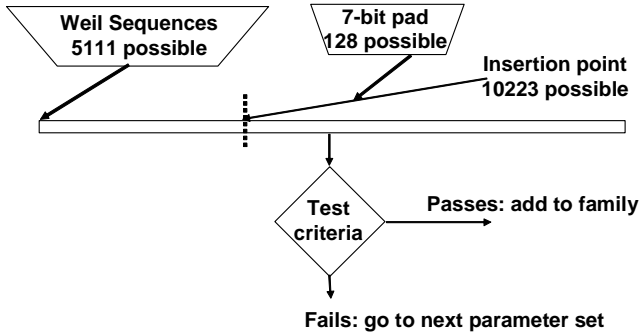 Weil Sequences
5111 possible
7-bit pad
128 possible
Insertion point
10223 possible
Test
criteria
Passes: add to family
Fails: go to next parameter set